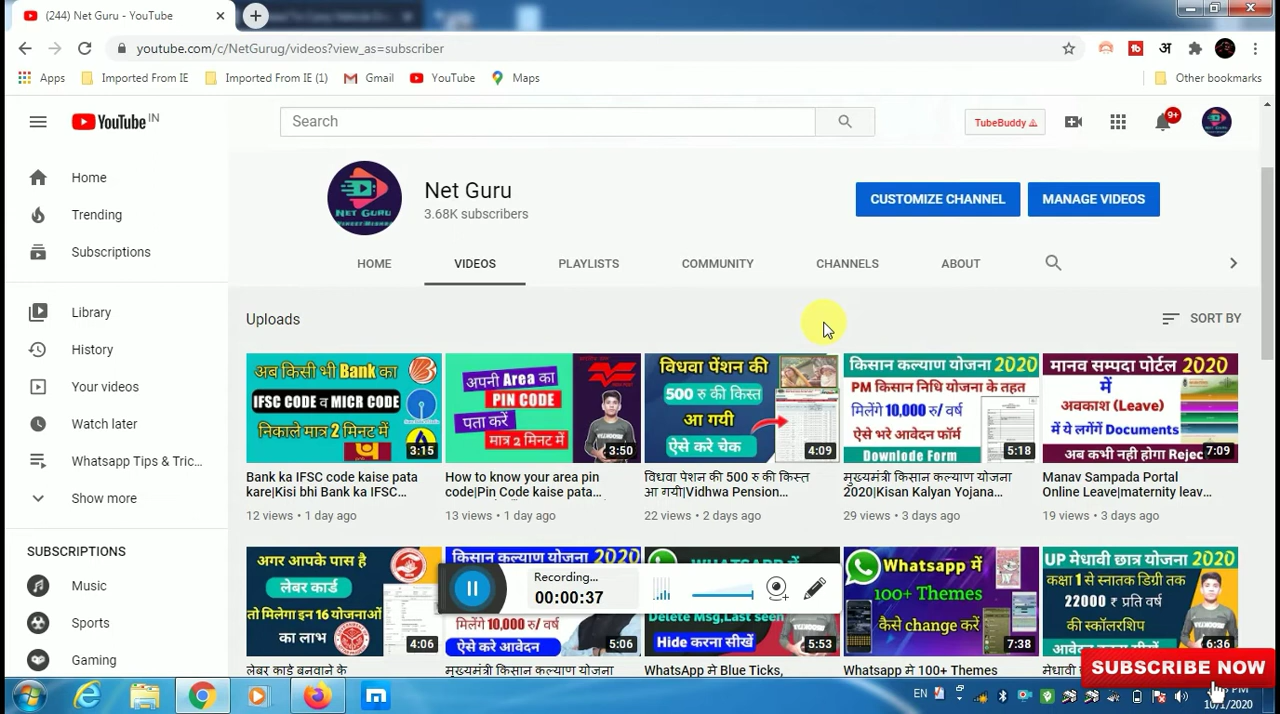 (244) Net Guru - YouTube
youtube.com/c/NetGurug/videos?view_as=subscriber
Apps
Imported From IE
Imported From IE (1)
Gmail
YouTube
Maps
Other bookmarks
YouTube IN
Search
TubeBuddy
9+
Home
Trending
Subscriptions
Library
History
Your videos
Watch later
Whatsapp Tips & Tric...
Show more
SUBSCRIPTIONS
Music
Sports
Gaming
NET GURU
Net Guru
3.68K subscribers
CUSTOMIZE CHANNEL
MANAGE VIDEOS
HOME
VIDEOS
PLAYLISTS
COMMUNITY
CHANNELS
ABOUT
Uploads
SORT BY
अब किसी भी Bank का
IFSC CODE व MICR CODE
निकाले मात्र 2 मिनट में
3:15
Bank ka IFSC code kaise pata
kare|Kisi bhi Bank ka IFSC...
12 views • 1 day ago
अपनी Area का
PIN CODE
पता करें
मात्र 2 मिनट में
3:50
How to know your area pin
code|Pin Code kaise pata...
13 views • 1 day ago
विधवा पेंशन की
500 रु की किस्त
आ गयी
ऐसे करे चेक
4:09
विधवा पेंशन की 500 रु की किस्त
आ गयी|Vidhwa Pension...
22 views • 2 days ago
किसान कल्याण योजना 2020
PM किसान निधि योजना के तहत
मिलेंगे 10,000 रु/ वर्ष
ऐसे भरे आवेदन फॉर्म
Downlode Form
5:18
मुख्यमंत्री किसान कल्याण योजना
2020|Kisan Kalyan Yojana...
29 views • 3 days ago
मानव सम्पदा पोर्टल
में
अवकाश (Leave)
में ये लगेंगें Documents
अब कभी नही होगा Rejec
7:09
Manav Sampada Portal
Online Leave|maternity leav...
19 views • 3 days ago
अगर आपके पास है
लेबर कार्ड
तो मिलेगा इन 16 योजनाओं
का लाभ
4:06
लेबर कार्ड बनवाने के
किसान कल्याण योजना 2020
मिलेंगे 10,000 रु/ वर्ष
ऐसे करे आवेदन
5:06
मुख्यमंत्री किसान कल्याण योजना
Delete Msg,Last seen
Hide करना सीखें
5:53
WhatsApp मे Blue Ticks,
Whatsapp में
100+ Themes
कैसे change करें
7:38
Whatsapp मे 100+ Themes
UP मेधावी छात्र योजना 2020
कक्षा 1 से स्नातक डिग्री तक
22000 ₹ प्रति वर्ष
की स्कॉलरशिप
6:36
Recording...
00:00:37
SUBSCRIBE NOW
EN
PM
10/1/2020